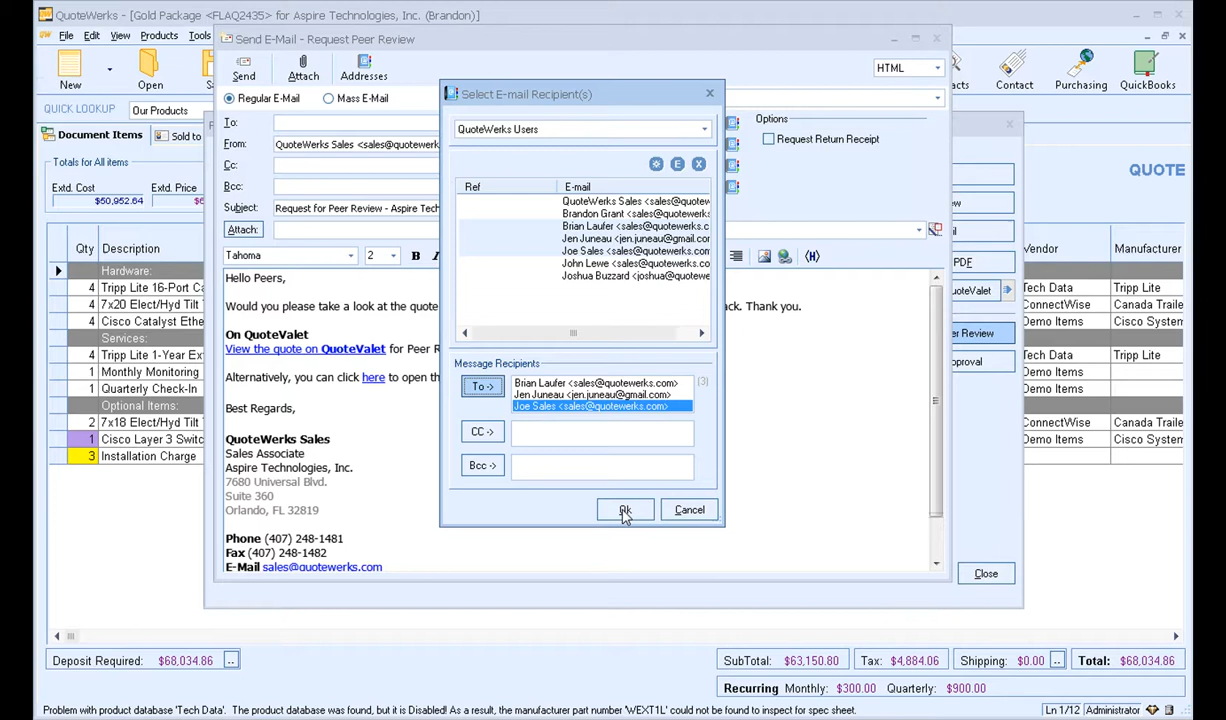 QuoteWerks - [Gold Package <FLAQ2435> for Aspire Technologies, Inc. (Brandon)]
File Edit View Products Tools
New Open
Contact Purchasing QuickBooks
QUICK LOOKUP Our Products
Document Items Sold to
Totals for All items
Extd. Cost Extd. Price
$50,952.64
QUOTE
Send E-Mail - Request Peer Review
Send Attach Addresses
HTML
Regular E-Mail Mass E-Mail
To:
From: QuoteWerks Sales <sales@quotewerk
Cc:
Bcc:
Subject: Request for Peer Review - Aspire Tech
Attach:
Options
Request Return Receipt
Tahoma 2 B I
Hello Peers,
Would you please take a look at the quote
ck. Thank you.
On QuoteValet
View the quote on QuoteValet for Peer R
Alternatively, you can click here to open th
Best Regards,
QuoteWerks Sales
Sales Associate
Aspire Technologies, Inc.
7680 Universal Blvd.
Suite 360
Orlando, FL 32819
Phone (407) 248-1481
Fax (407) 248-1482
E-Mail sales@quotewerks.com
Select E-mail Recipient(s)
QuoteWerks Users
Ref E-mail
QuoteWerks Sales <sales@quotew
Brandon Grant <sales@quotewerks
Brian Laufer <sales@quotewerks.c
Jen Juneau <jen.juneau@gmail.cor
Joe Sales <sales@quotewerks.com
John Lewe <sales@quotewerks.co
Joshua Buzzard <joshua@quotewe
Message Recipients
To -> Brian Laufer <sales@quotewerks.com> (3)
Jen Juneau <jen.juneau@gmail.com>
Joe Sales <sales@quotewerks.com>
CC ->
Bcc ->
Ok Cancel
PDF
uoteValet
er Review
pproval
Close
Qty Description
Hardware:
4 Tripp Lite 16-Port Ca
4 7x20 Elect/Hyd Tilt
4 Cisco Catalyst Ethe
Services:
4 Tripp Lite 1-Year Ex
1 Monthly Monitoring
1 Quarterly Check-In
Optional Items:
2 7x18 Elect/Hyd Tilt
1 Cisco Layer 3 Switc
3 Installation Charge
Vendor Manufacturer
Tech Data Tripp Lite
ConnectWise Canada Traile
Demo Items Cisco System
Tech Data Tripp Lite
ConnectWise Canada Traile
Demo Items Cisco System
Deposit Required: $68,034.86 ..
SubTotal: $63,150.80 Tax: $4,884.06 Shipping: $0.00 .. Total: $68,034.86
Recurring Monthly: $300.00 Quarterly: $900.00
Problem with product database 'Tech Data'. The product database was found, but it is Disabled! As a result, the manufacturer part number 'WEXT1L' could not be found to inspect for spec sheet.
Ln 1/12 Administrator